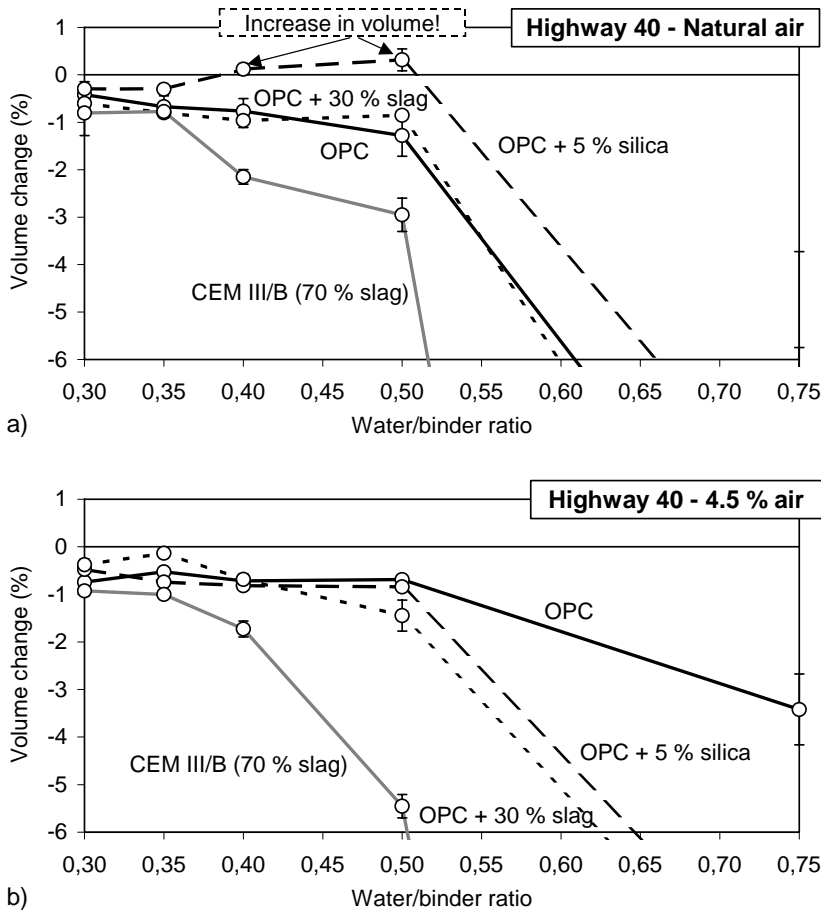 Increase in volume!
Highway 40 - Natural air
1
0
-1
-2
-3
-4
-5
-6
Volume change (%)
OPC + 30 % slag
OPC
OPC + 5 % silica
CEM III/B (70 % slag)
0,30 0,35 0,40 0,45 0,50 0,55 0,60 0,65 0,70 0,75
Water/binder ratio
a)
Highway 40 - 4.5 % air
1
0
-1
-2
-3
-4
-5
-6
Volume change (%)
OPC
OPC + 5 % silica
CEM III/B (70 % slag)
OPC + 30 % slag
0,30 0,35 0,40 0,45 0,50 0,55 0,60 0,65 0,70 0,75
Water/binder ratio
b)